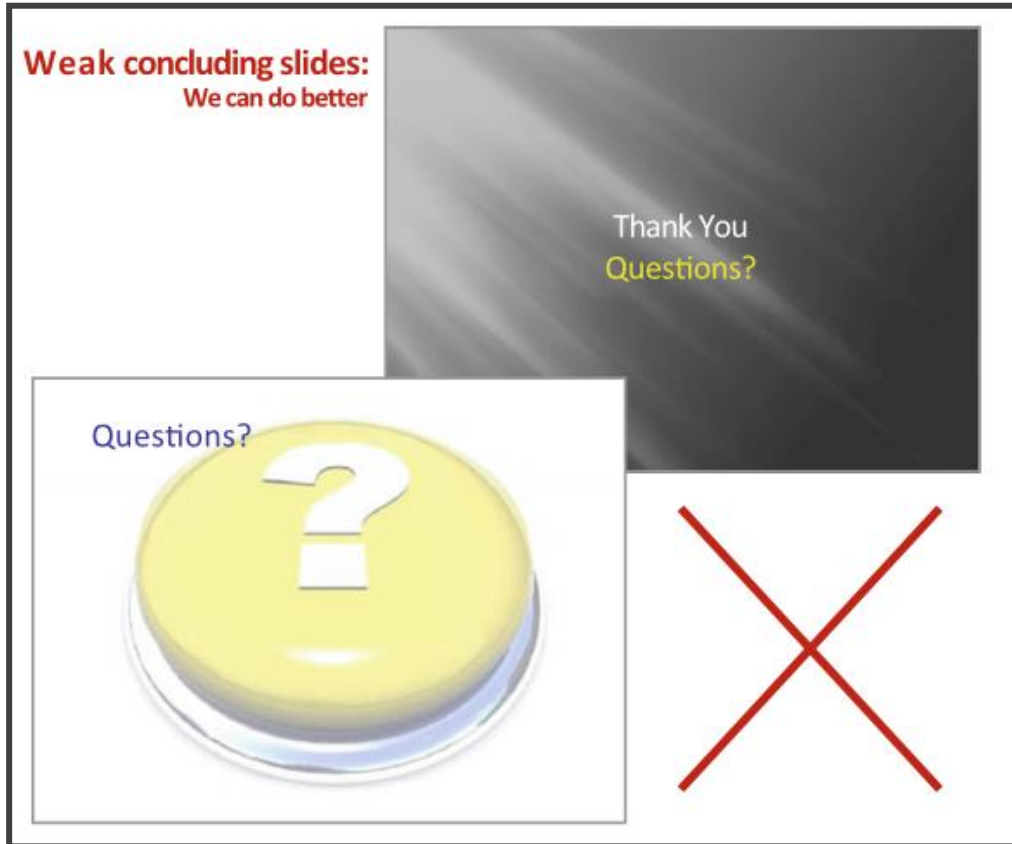 Weak concluding slides:
We can do better
Thank You
Questions?
Questions?
?